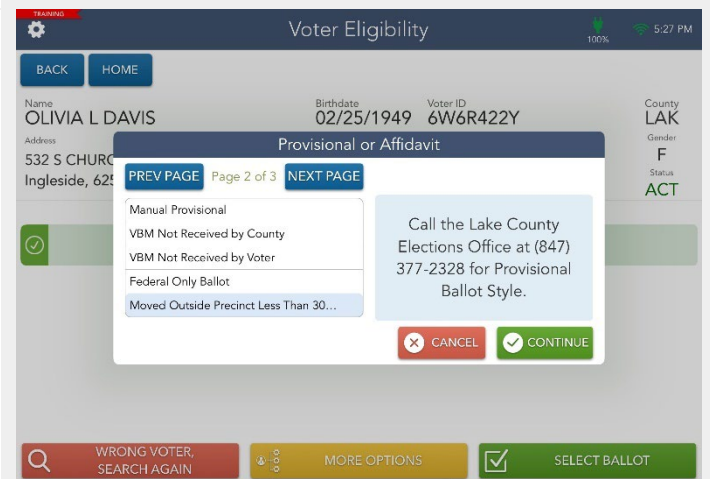 TRAINING
Voter Eligibility
100%
5:27 PM
BACK
HOME
Name
OLIVIA L DAVIS
Birthdate
02/25/1949
Voter ID
6W6R422Y
County
LAK
Address
532 S CHURC
Ingleside, 625
Gender
F
Status
ACT
Provisional or Affidavit
PREV PAGE
Page 2 of 3
NEXT PAGE
Manual Provisional
VBM Not Received by County
VBM Not Received by Voter
Federal Only Ballot
Moved Outside Precinct Less Than 30...
Call the Lake County
Elections Office at (847)
377-2328 for Provisional
Ballot Style.
CANCEL
CONTINUE
WRONG VOTER,
SEARCH AGAIN
MORE OPTIONS
SELECT BALLOT